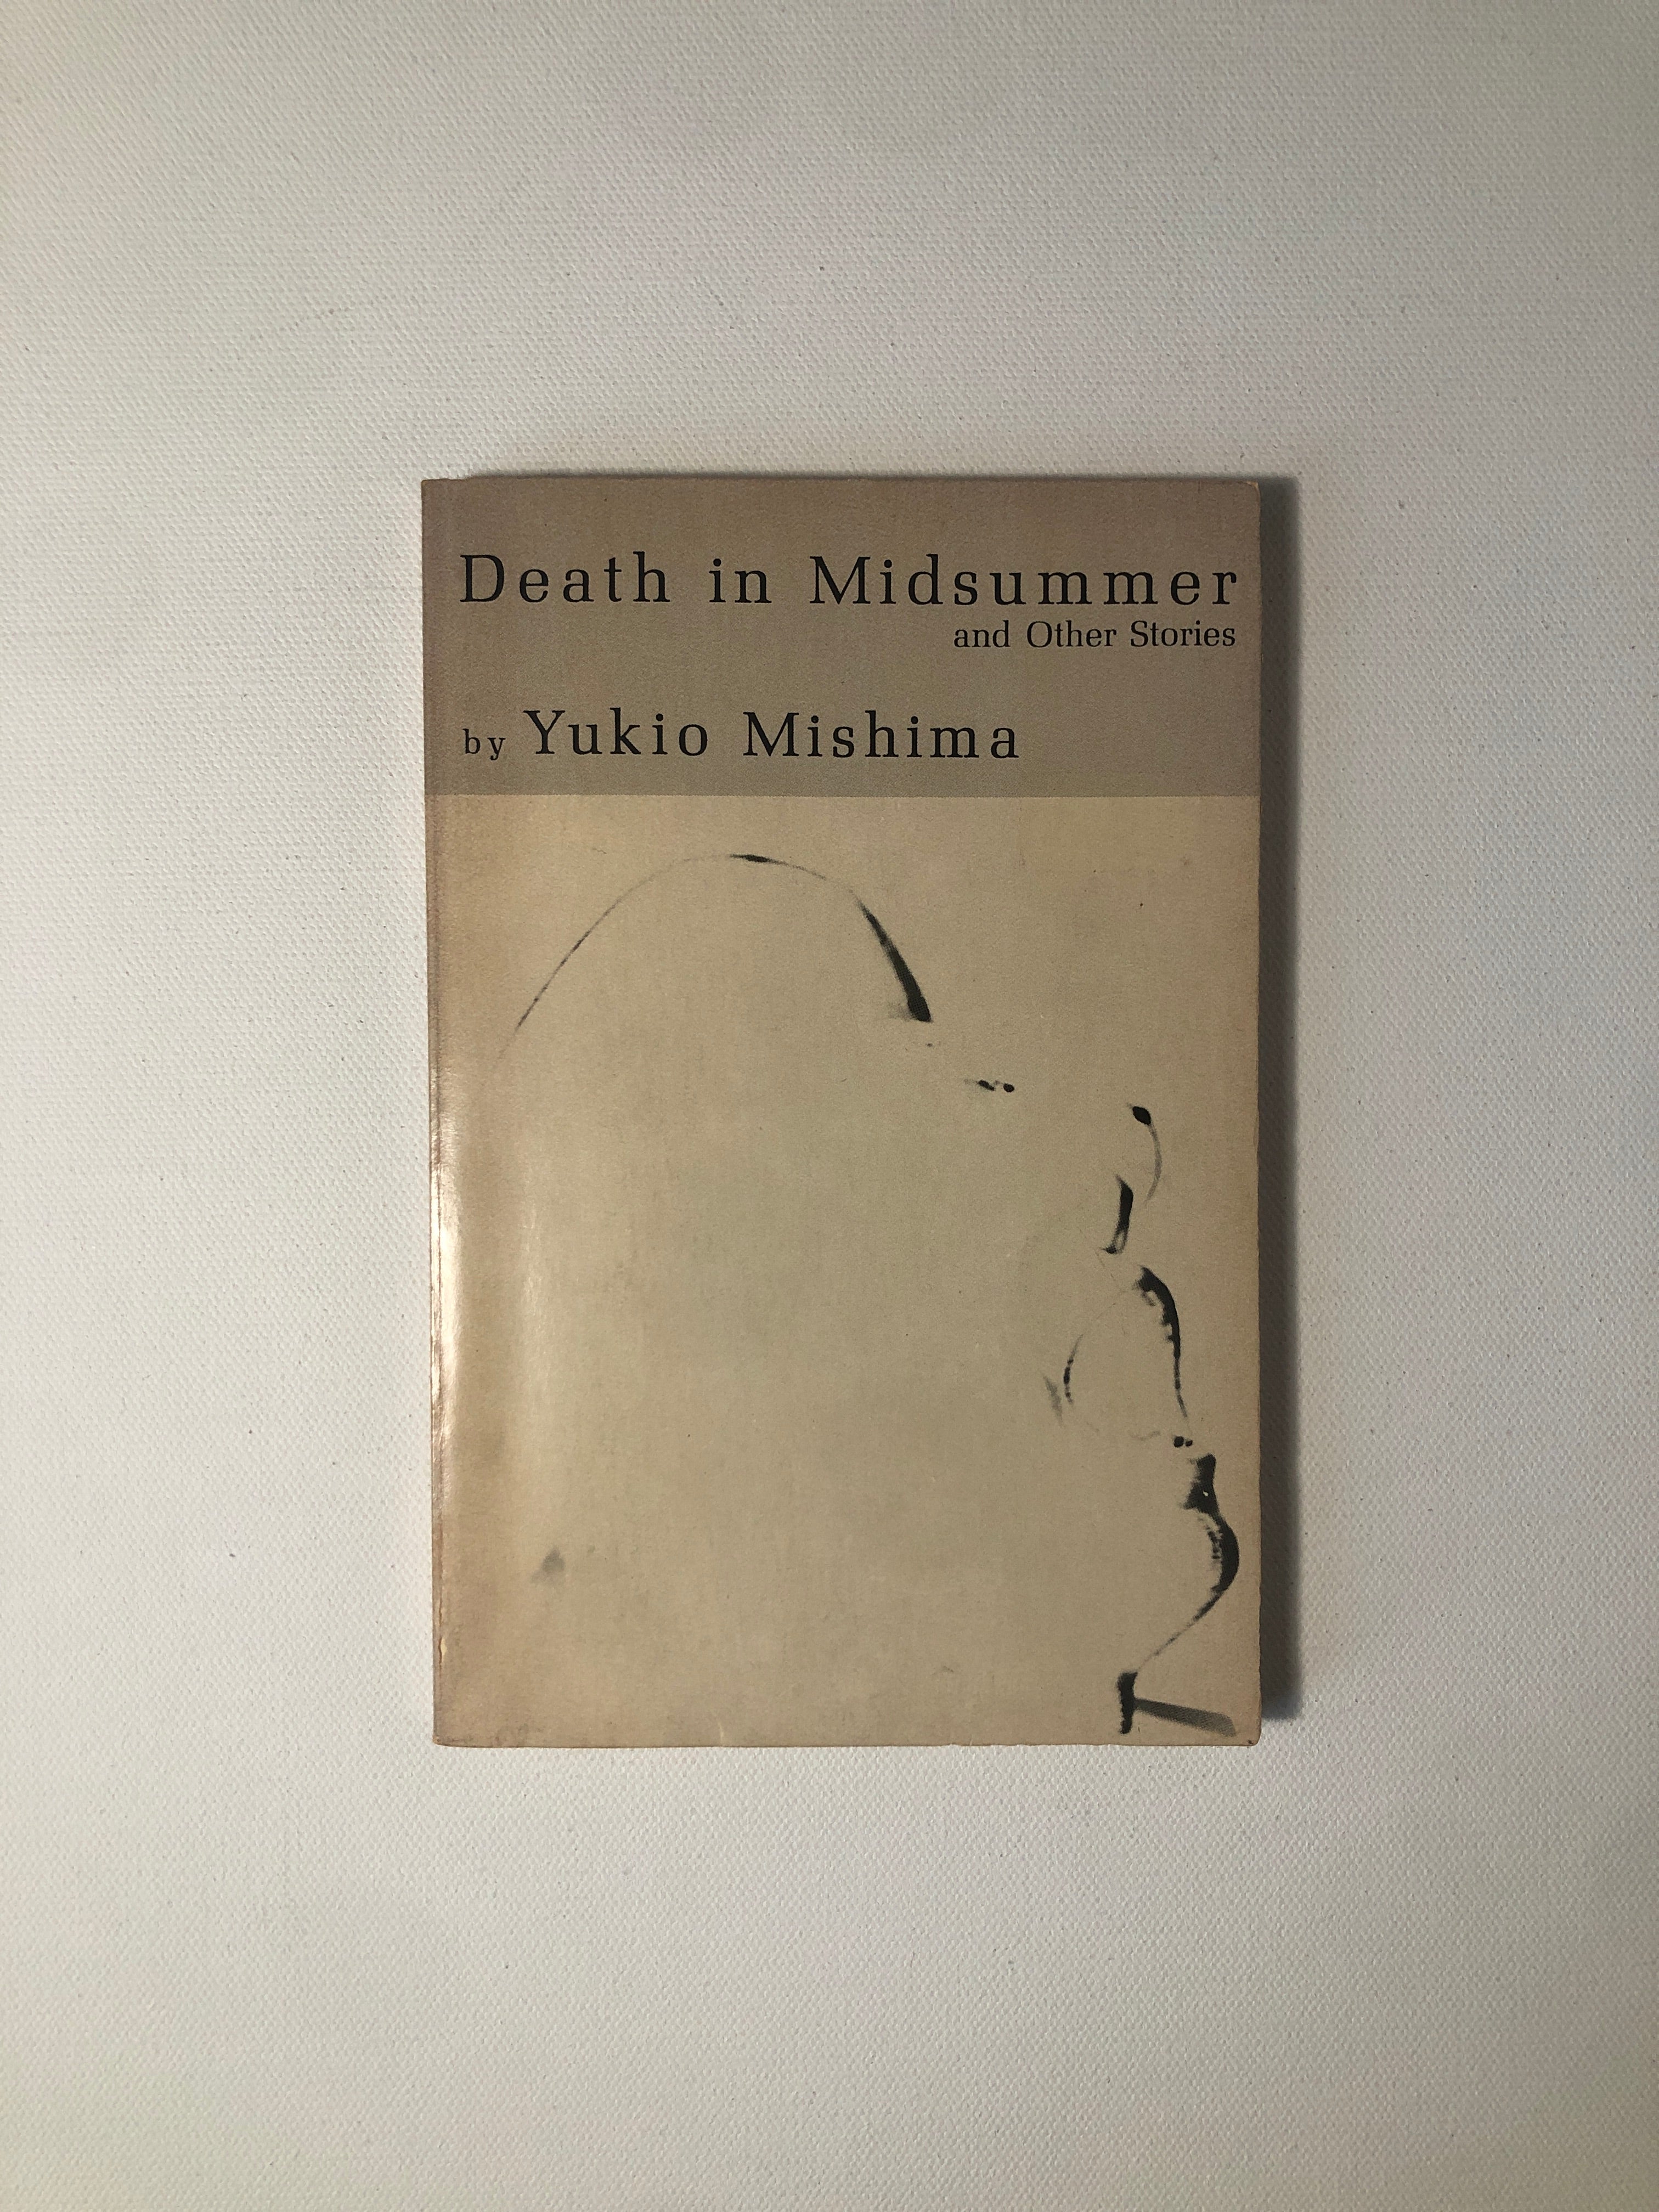 Death in Midsummer
and Other Stories
by Yukio Mishima